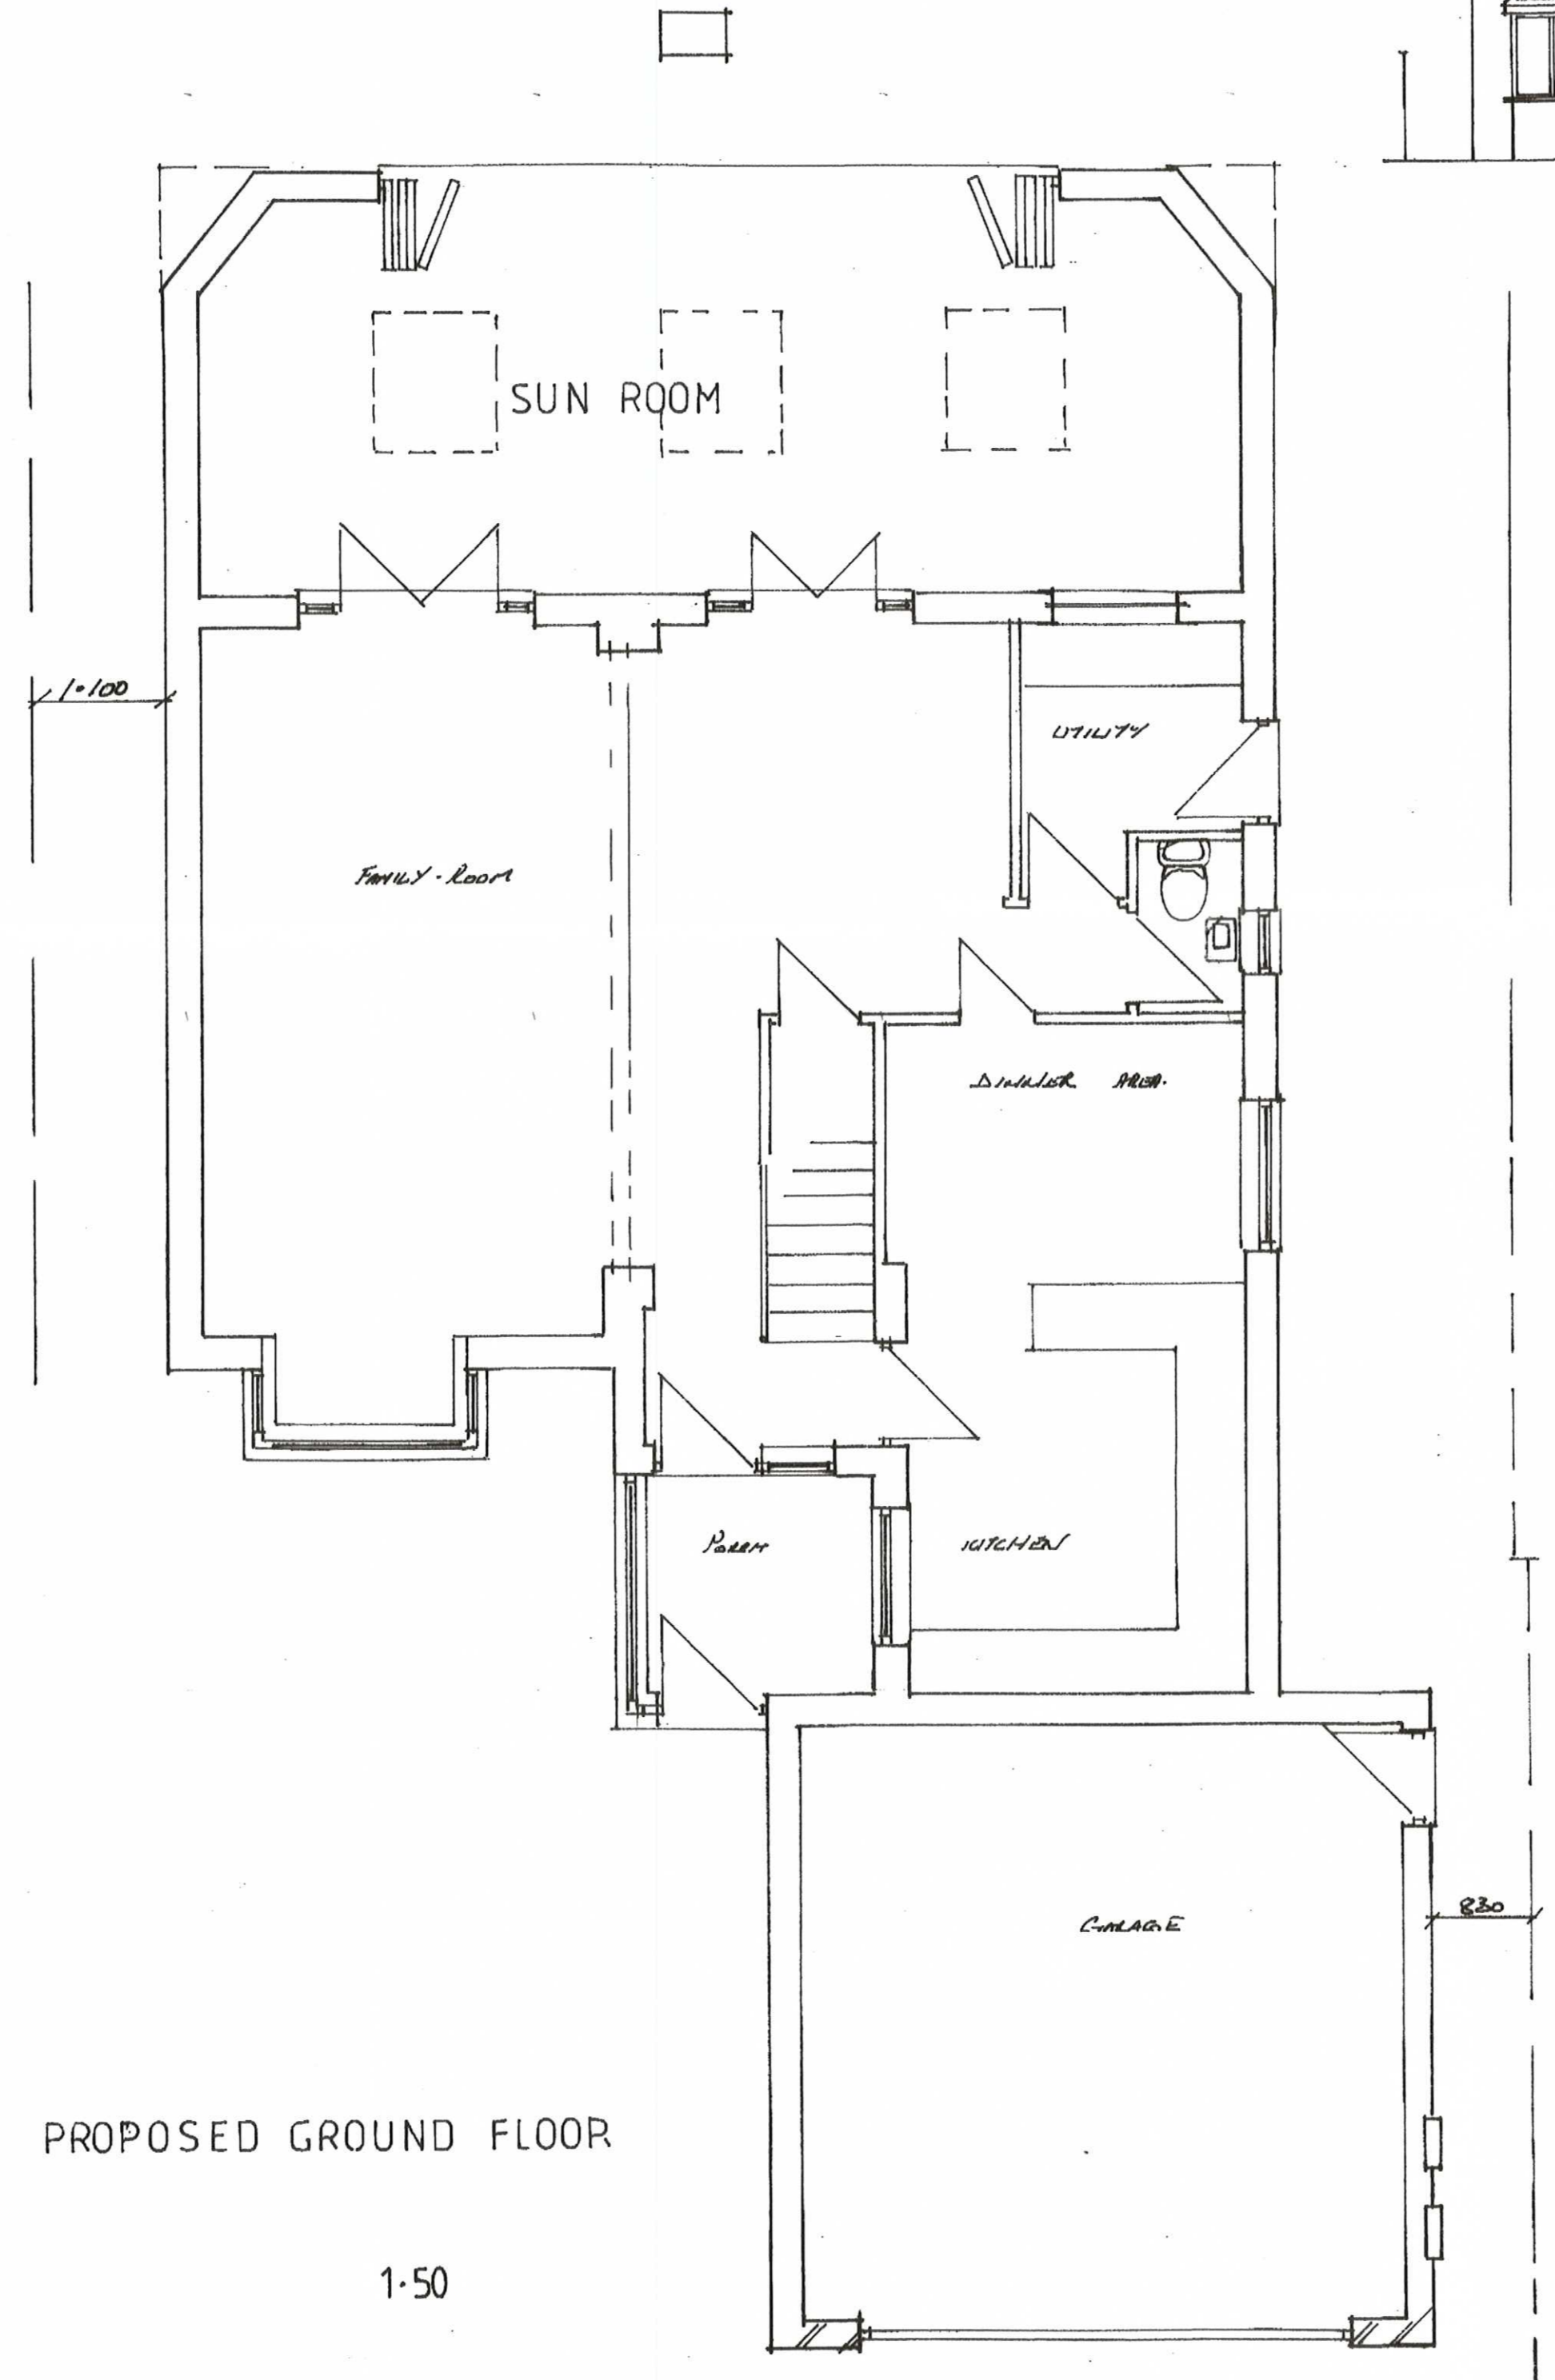 SUN ROOM
1·100
UTILITY
FAMILY-ROOM
DINNER AREA.
PORCH
KITCHEN
GARAGE
830
PROPOSED GROUND FLOOR
1·50